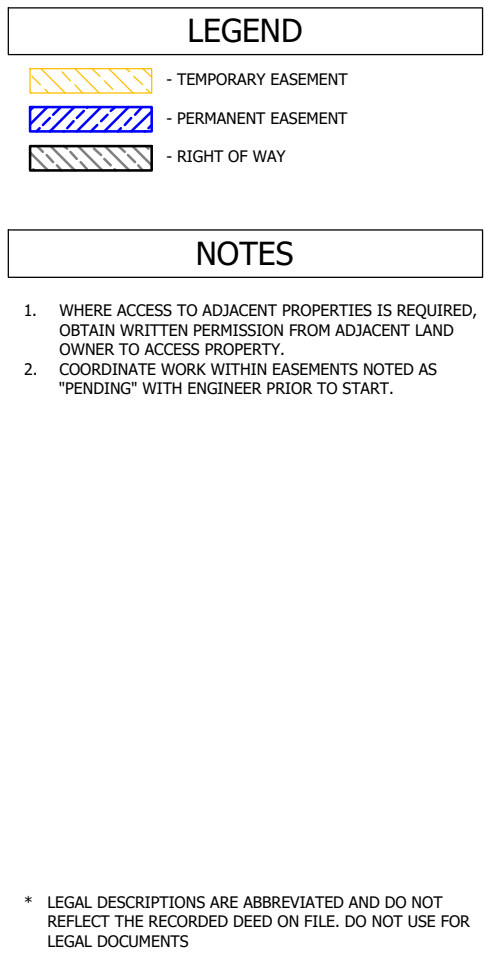 LEGEND
- TEMPORARY EASEMENT
- PERMANENT EASEMENT
- RIGHT OF WAY
NOTES
1. WHERE ACCESS TO ADJACENT PROPERTIES IS REQUIRED,
OBTAIN WRITTEN PERMISSION FROM ADJACENT LAND
OWNER TO ACCESS PROPERTY.
2. COORDINATE WORK WITHIN EASEMENTS NOTED AS
"PENDING" WITH ENGINEER PRIOR TO START.
* LEGAL DESCRIPTIONS ARE ABBREVIATED AND DO NOT
REFLECT THE RECORDED DEED ON FILE. DO NOT USE FOR
LEGAL DOCUMENTS